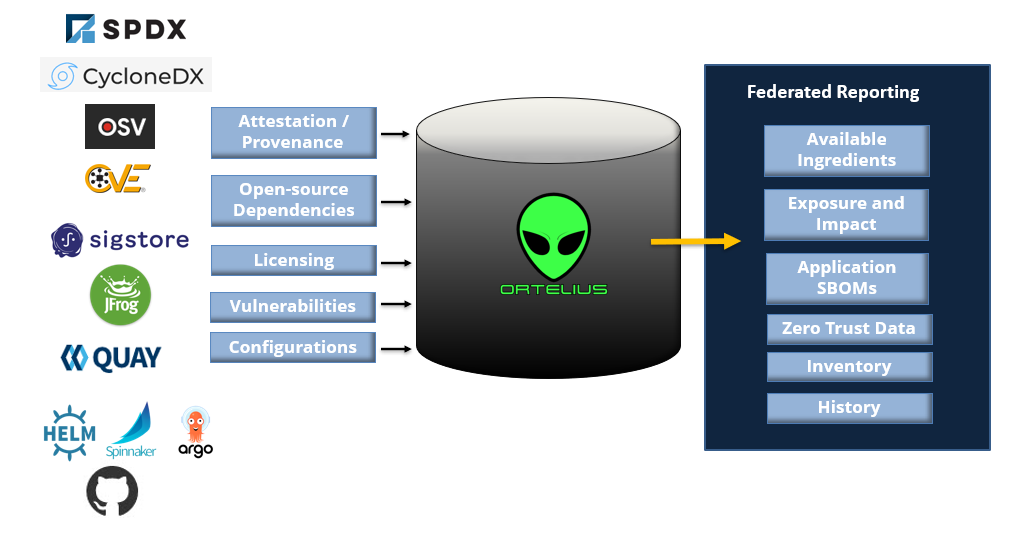 SPDX
CycloneDX
OSV
CVE
sigstore
JFrog
QUAY
HELM
Spinnaker
argo
Attestation /
Provenance
Open-source
Dependencies
Licensing
Vulnerabilities
Configurations
ORTELIUS
Federated Reporting
Available
Ingredients
Exposure and
Impact
Application
SBOMs
Zero Trust Data
Inventory
History